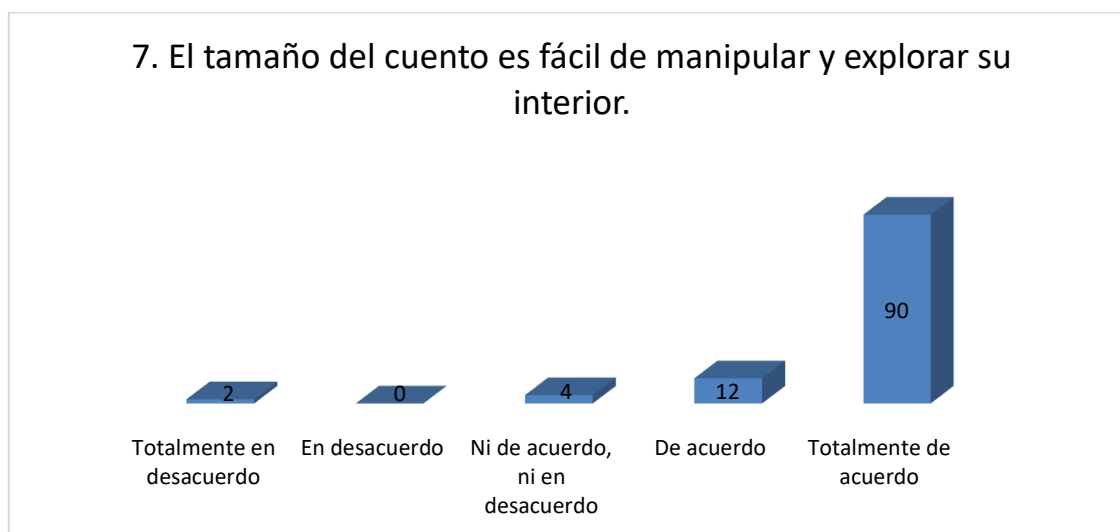 7. El tamaño del cuento es fácil de manipular y explorar su
interior.
2
0
4
12
90
Totalmente en
desacuerdo
En desacuerdo
Ni de acuerdo,
ni en
desacuerdo
De acuerdo
Totalmente de
acuerdo